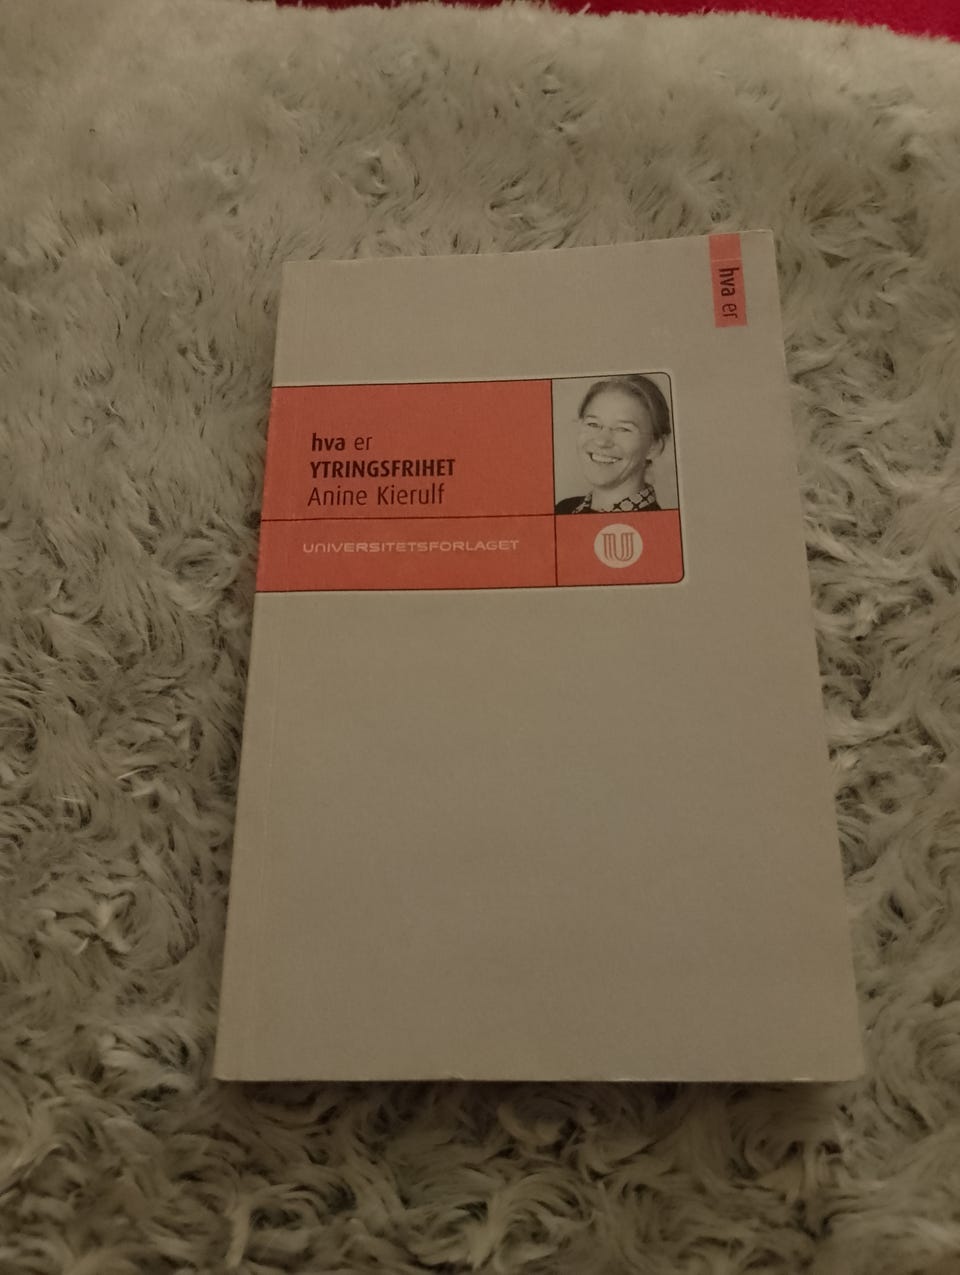 hva er
hva er
YTRINGSFRIHET
Anine Kierulf
UNIVERSITETSFORLAGET
U